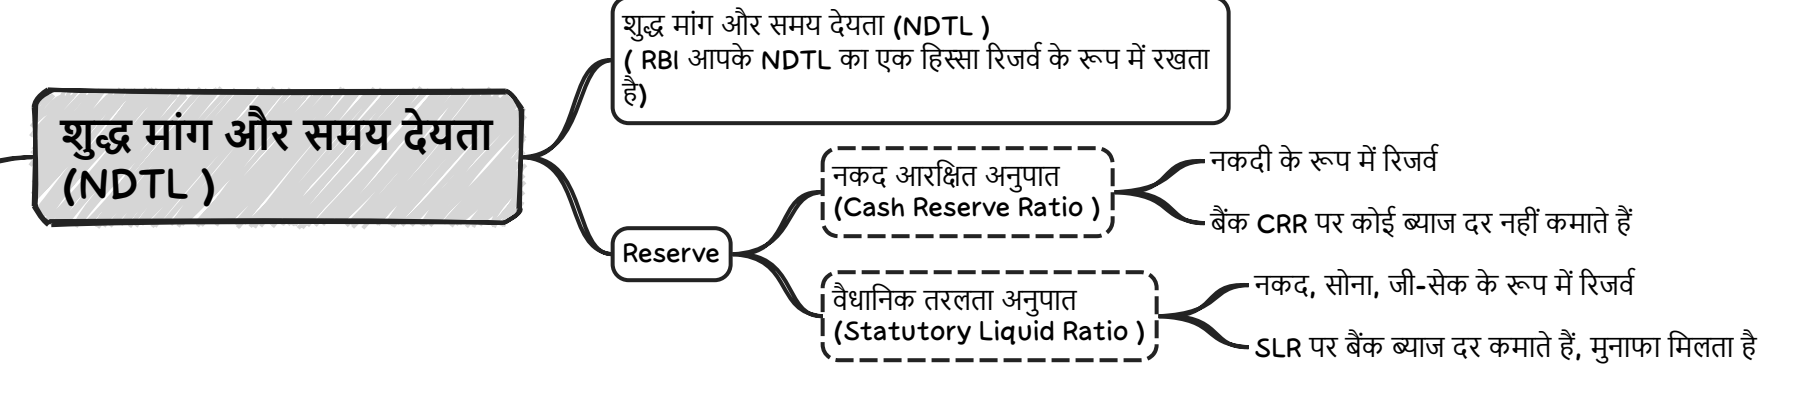 शुद्ध मांग और समय देयता
(NDTL )
शुद्ध मांग और समय देयता (NDTL )
( RBI आपके NDTL का एक हिस्सा रिजर्व के रूप में रखता
है)
Reserve
नकद आरक्षित अनुपात
(Cash Reserve Ratio )
नकदी के रूप में रिजर्व
बैंक CRR पर कोई ब्याज दर नहीं कमाते हैं
वैधानिक तरलता अनुपात
(Statutory Liquid Ratio )
नकद, सोना, जी-सेक के रूप में रिजर्व
SLR पर बैंक ब्याज दर कमाते हैं, मुनाफा मिलता है